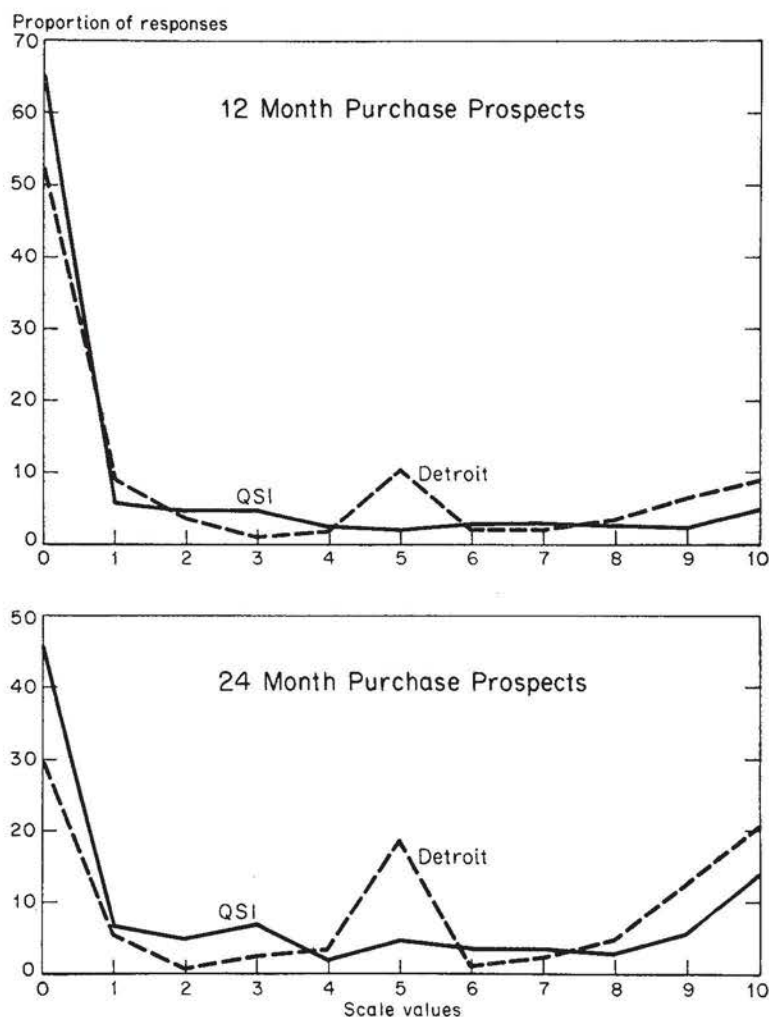 Proportion of responses
70
12 Month Purchase Prospects
60
50
40
30
20
10
QSI
Detroit
0
0 1 2 3 4 5 6 7 8 9 10
50
24 Month Purchase Prospects
40
30
20
Detroit
10
QSI
0
0 1 2 3 4 5 6 7 8 9 10
Scale values